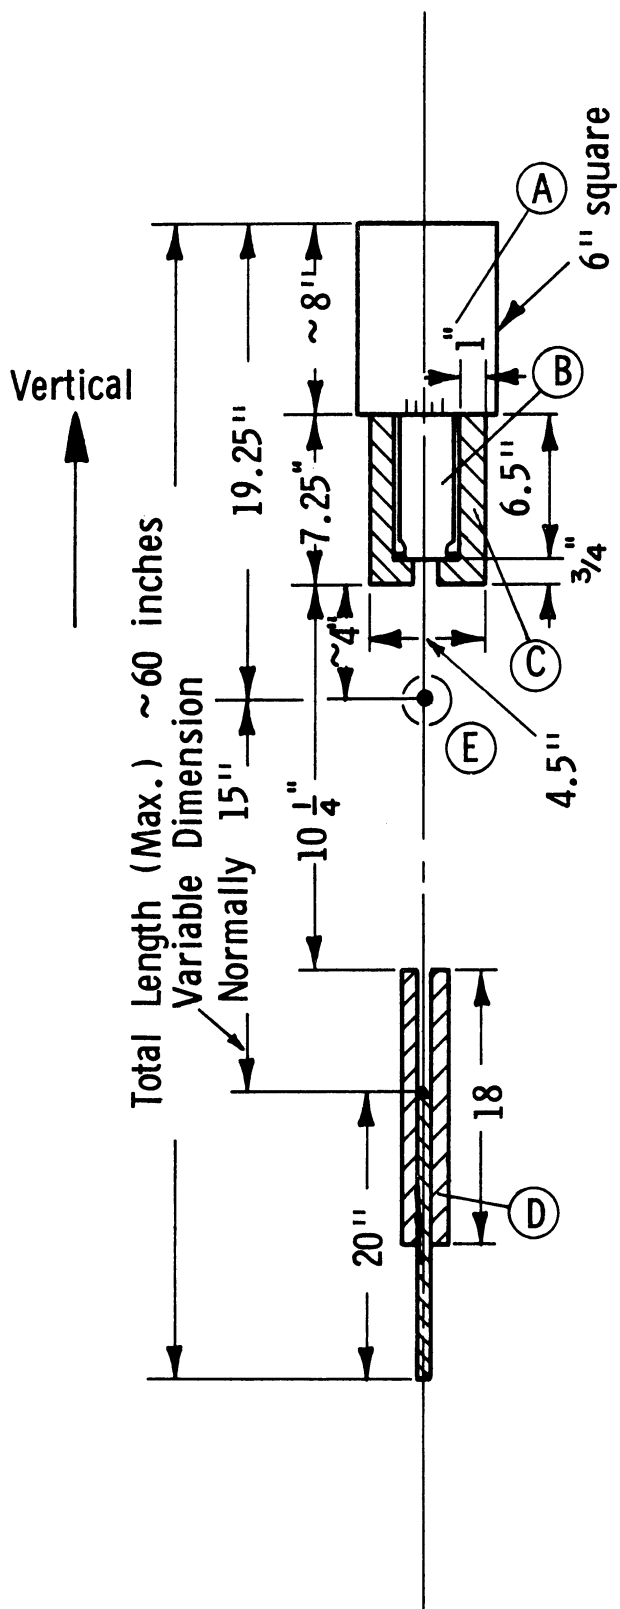 Vertical
Total Length (Max.) ~60 inches
Variable Dimension
Normally 15"
19.25"
~8"
7.25"
~4"
10 1/4"
20"
18
1"
6" square
6.5"
3/4"
4.5"
A
B
C
D
E